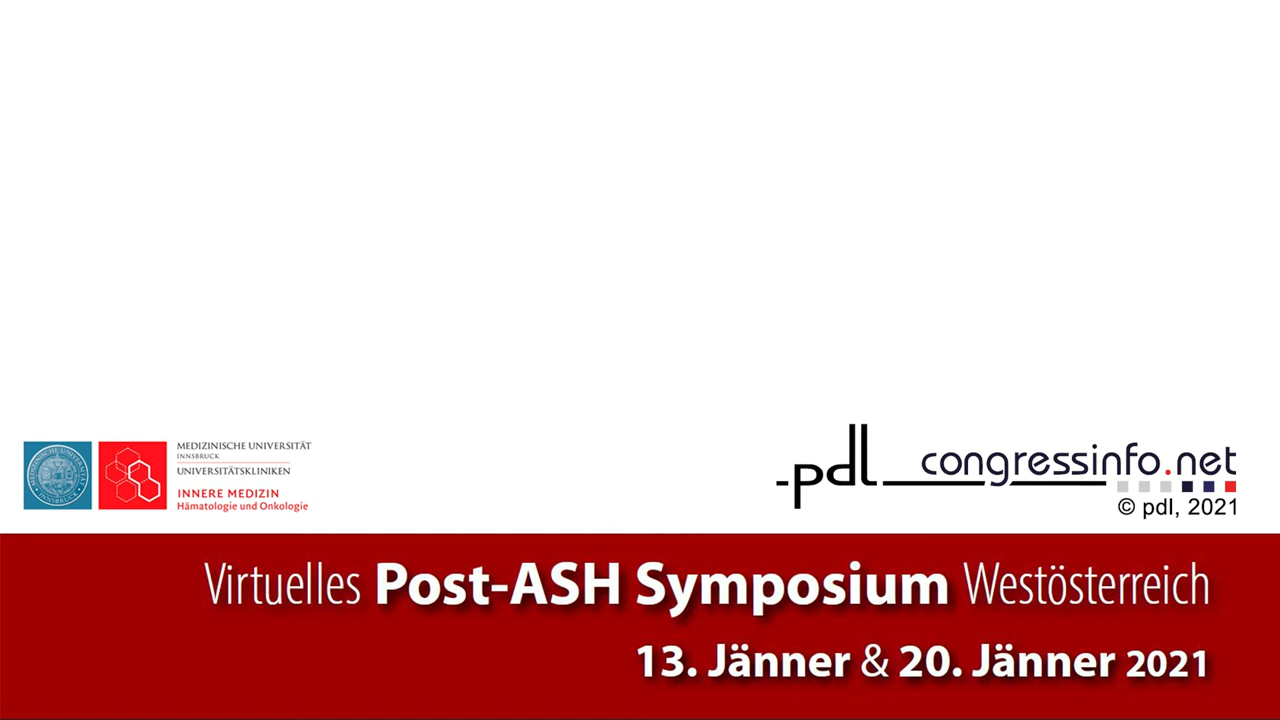 MEDIZINISCHE UNIVERSITÄT
INNSBRUCK
UNIVERSITÄTSKLINIKEN
INNERE MEDIZIN
Hämatologie und Onkologie
pdl congressinfo.net
© pdl, 2021
Virtuelles Post-ASH Symposium Westösterreich
13. Jänner & 20. Jänner 2021